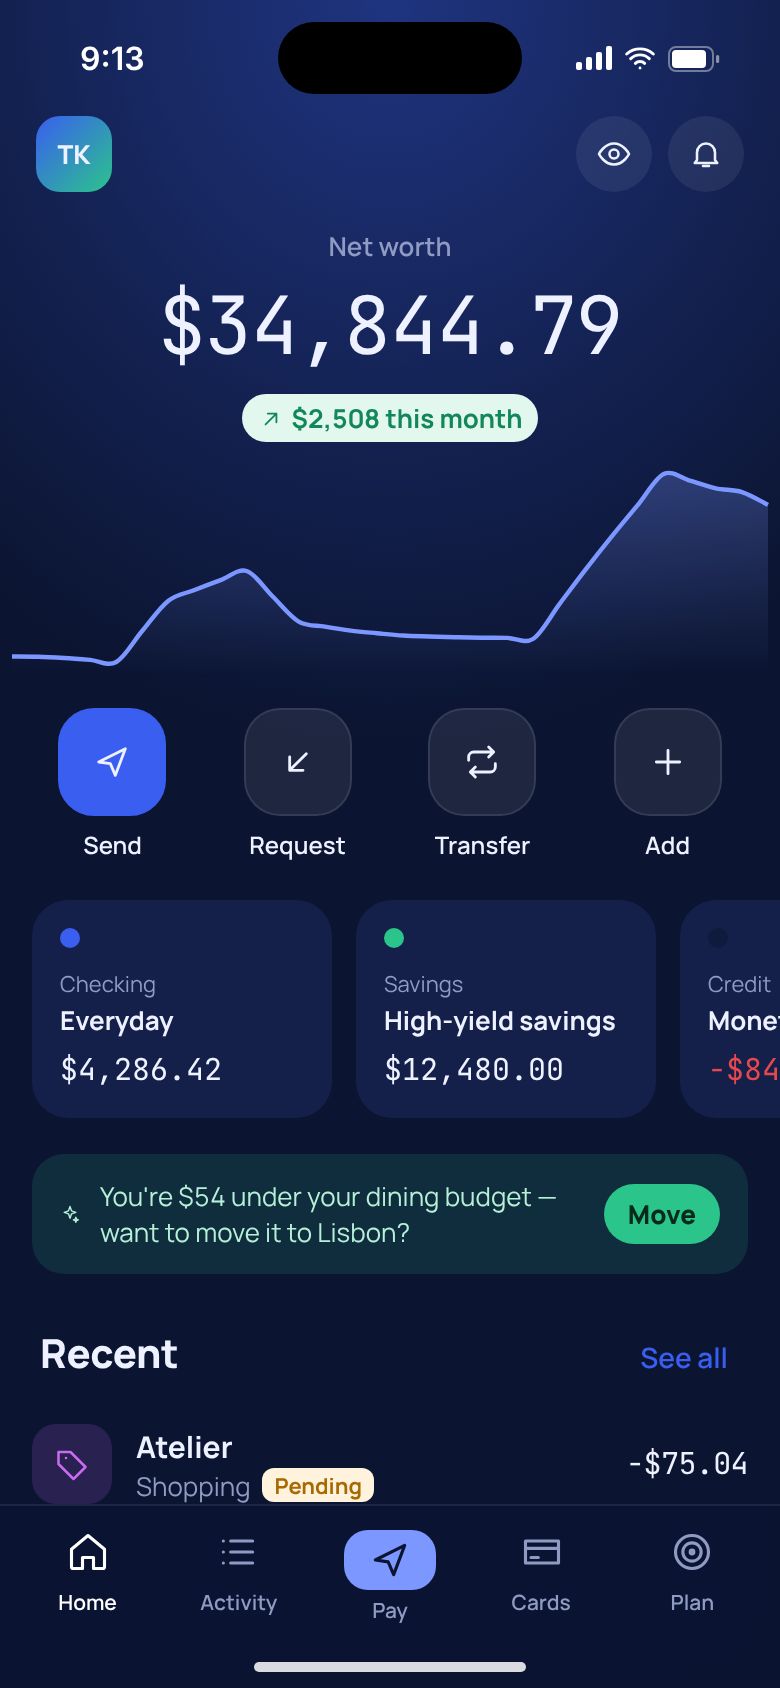 9:13
TK
Net worth
$34,844.79
$2,508 this month
Send
Request
Transfer
Add
Checking
Everyday
$4,286.42
Savings
High-yield savings
$12,480.00
Credit
-$84
You're $54 under your dining budget —
want to move it to Lisbon?
Move
Recent
See all
Atelier
Shopping
Pending
-$75.04
Home
Activity
Pay
Cards
Plan